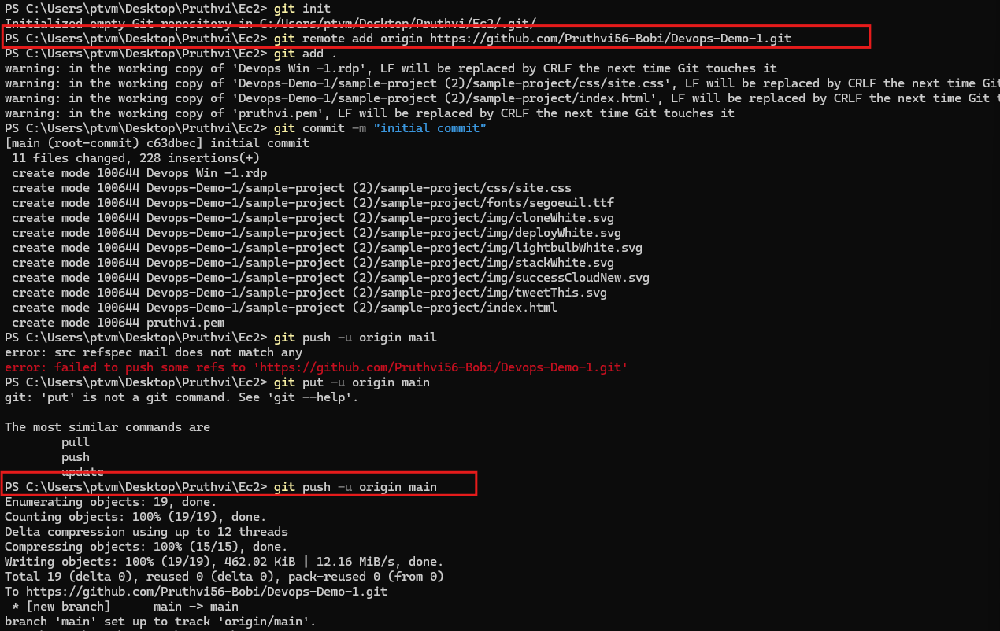 PS C:\Users\ptvm\Desktop\Pruthvi\Ec2> git init
Initialized empty Git repository in C:/Users/ptvm/Desktop/Pruthvi/Ec2/.git/
PS C:\Users\ptvm\Desktop\Pruthvi\Ec2> git remote add origin https://github.com/Pruthvi56-Bobi/Devops-Demo-1.git
PS C:\Users\ptvm\Desktop\Pruthvi\Ec2> git add .
warning: in the working copy of 'Devops Win -1.rdp', LF will be replaced by CRLF the next time Git touches it
warning: in the working copy of 'Devops-Demo-1/sample-project (2)/sample-project/css/site.css', LF will be replaced by CRLF the next time Git
warning: in the working copy of 'Devops-Demo-1/sample-project (2)/sample-project/index.html', LF will be replaced by CRLF the next time Git t
warning: in the working copy of 'pruthvi.pem', LF will be replaced by CRLF the next time Git touches it
PS C:\Users\ptvm\Desktop\Pruthvi\Ec2> git commit -m "initial commit"
[main (root-commit) c63dbec] initial commit
 11 files changed, 228 insertions(+)
 create mode 100644 Devops Win -1.rdp
 create mode 100644 Devops-Demo-1/sample-project (2)/sample-project/css/site.css
 create mode 100644 Devops-Demo-1/sample-project (2)/sample-project/fonts/segoeuil.ttf
 create mode 100644 Devops-Demo-1/sample-project (2)/sample-project/img/cloneWhite.svg
 create mode 100644 Devops-Demo-1/sample-project (2)/sample-project/img/deployWhite.svg
 create mode 100644 Devops-Demo-1/sample-project (2)/sample-project/img/lightbulbWhite.svg
 create mode 100644 Devops-Demo-1/sample-project (2)/sample-project/img/stackWhite.svg
 create mode 100644 Devops-Demo-1/sample-project (2)/sample-project/img/successCloudNew.svg
 create mode 100644 Devops-Demo-1/sample-project (2)/sample-project/img/tweetThis.svg
 create mode 100644 Devops-Demo-1/sample-project (2)/sample-project/index.html
 create mode 100644 pruthvi.pem
PS C:\Users\ptvm\Desktop\Pruthvi\Ec2> git push -u origin mail
error: src refspec mail does not match any
error: failed to push some refs to 'https://github.com/Pruthvi56-Bobi/Devops-Demo-1.git'
PS C:\Users\ptvm\Desktop\Pruthvi\Ec2> git put -u origin main
git: 'put' is not a git command. See 'git --help'.

The most similar commands are
        pull
        push
        update
PS C:\Users\ptvm\Desktop\Pruthvi\Ec2> git push -u origin main
Enumerating objects: 19, done.
Counting objects: 100% (19/19), done.
Delta compression using up to 12 threads
Compressing objects: 100% (15/15), done.
Writing objects: 100% (19/19), 462.02 KiB | 12.16 MiB/s, done.
Total 19 (delta 0), reused 0 (delta 0), pack-reused 0 (from 0)
To https://github.com/Pruthvi56-Bobi/Devops-Demo-1.git
 * [new branch]      main -> main
branch 'main' set up to track 'origin/main'.